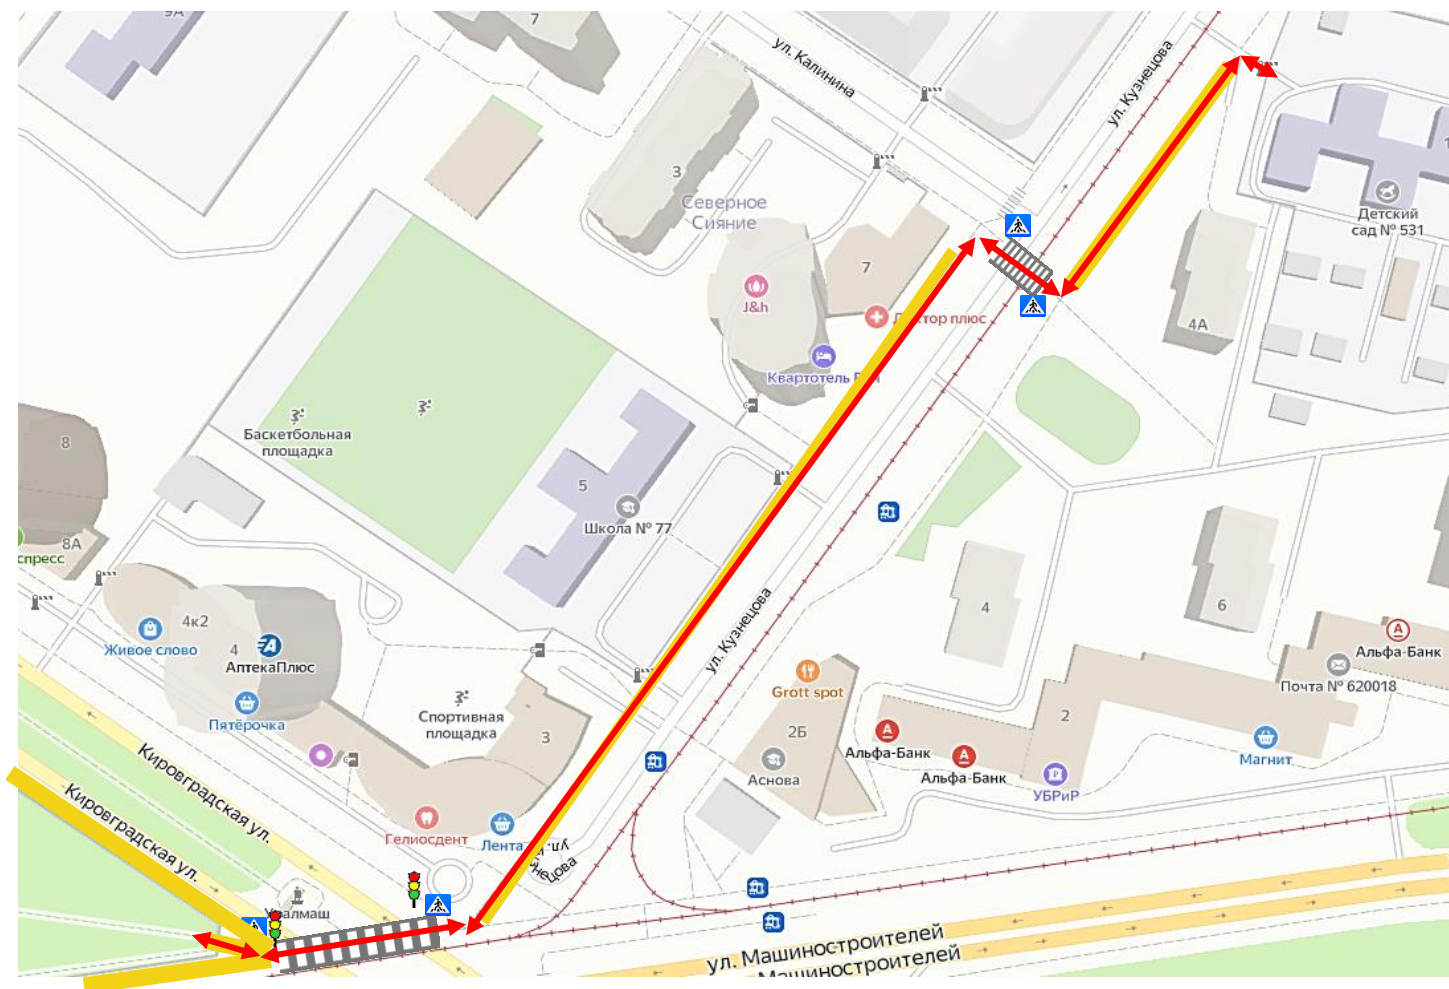 9А
7
ул. Калинина
ул. Кузнецова
3
Северное
Сияние
Детский
сад № 531
7
J&h
4А
Квартотель
Баскетбольная
площадка
8
5
Школа № 77
8А
спресс
4к2
Живое слово
4
АптекаПлюс
Пятёрочка
Спортивная
площадка
3
ул. Кузнецова
4
6
Альфа-Банк
Почта № 620018
Grott spot
2Б
2
Аснова
Альфа-Банк
Альфа-Банк
УБРиР
Магнит
Кировградская ул.
Кировградская ул.
Гелиосдент
Лента
Уралмаш
ул. Машиностроителей
Машиностроителей